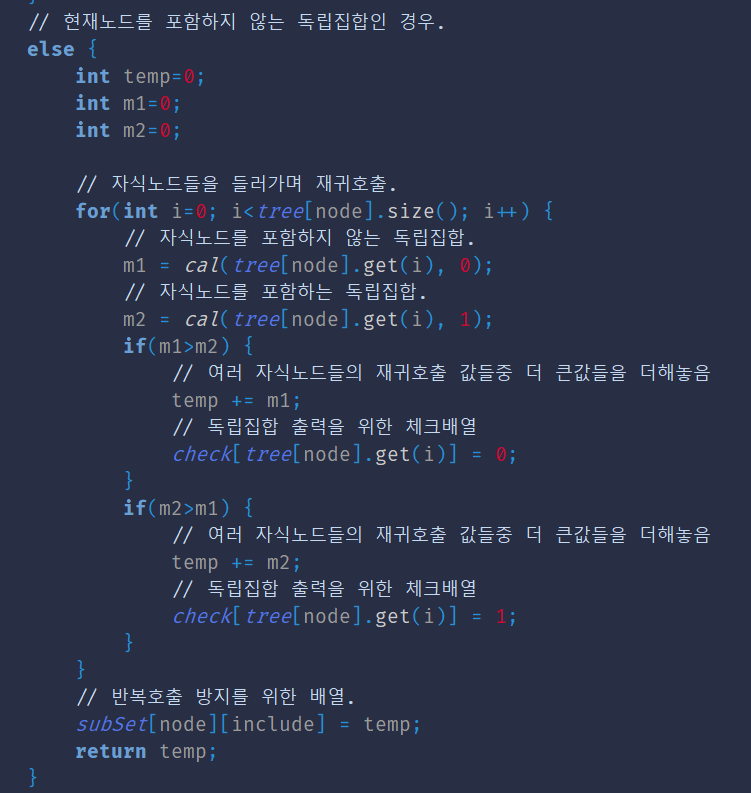 }
// 현재노드를 포함하지 않는 독립집합인 경우.
else {
int temp=0;
int m1=0;
int m2=0;
// 자식노드들을 들러가며 재귀호출.
for(int i=0; i<tree[node].size(); i++) {
// 자식노드를 포함하지 않는 독립집합.
m1 = cal(tree[node].get(i), 0);
// 자식노드를 포함하는 독립집합.
m2 = cal(tree[node].get(i), 1);
if(m1>m2) {
// 여러 자식노드들의 재귀호출 값들중 더 큰값들을 더해놓음
temp += m1;
// 독립집합 출력을 위한 체크배열
check[tree[node].get(i)] = 0;
}
if(m2>m1) {
// 여러 자식노드들의 재귀호출 값들중 더 큰값들을 더해놓음
temp += m2;
// 독립집합 출력을 위한 체크배열
check[tree[node].get(i)] = 1;
}
}
// 반복호출 방지를 위한 배열.
subSet[node][include] = temp;
return temp;
}